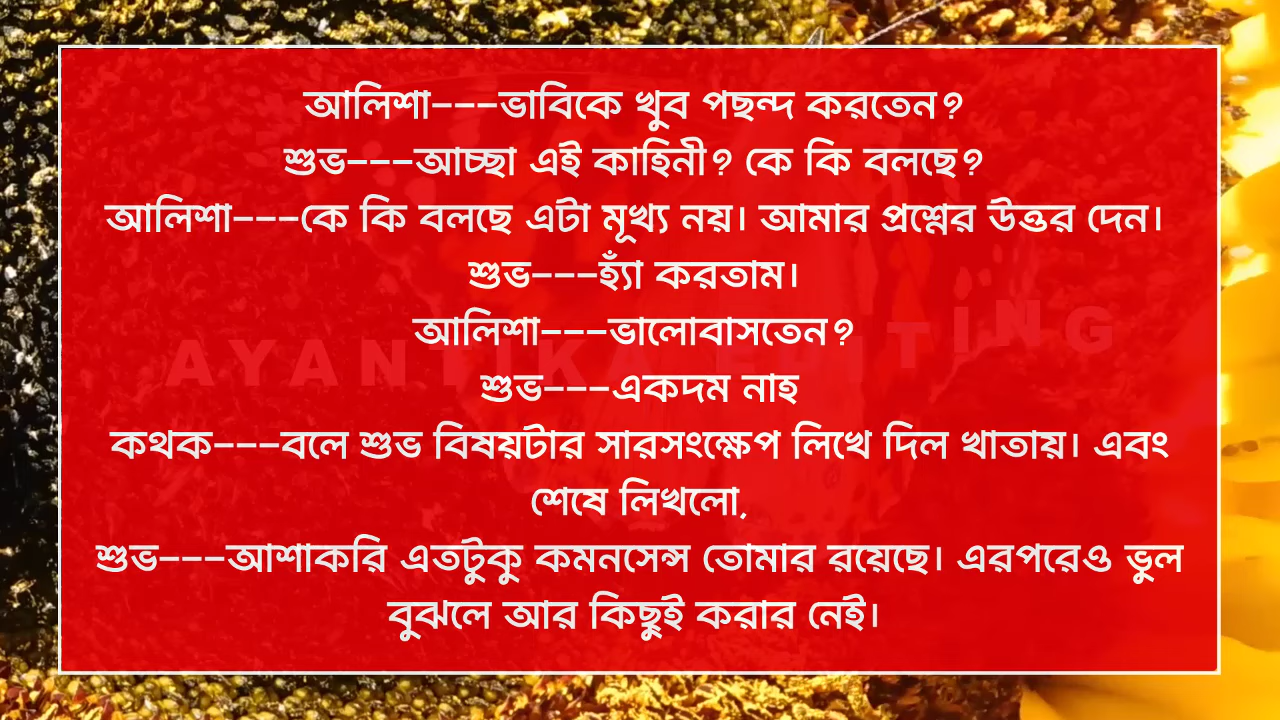 আলিশা---ভাবিকে খুব পছন্দ করতেন?
শুভ---আচ্ছা এই কাহিনী? কে কি বলছে?
আলিশা---কে কি বলছে এটা মূখ্য নয়। আমার প্রশ্নের উত্তর দেন।
শুভ---হ্যাঁ করতাম।
আলিশা---ভালোবাসতেন?
শুভ---একদম নাহ
কথক---বলে শুভ বিষয়টার সারসংক্ষেপ লিখে দিল খাতায়। এবং
শেষে লিখলো,
শুভ---আশাকরি এতটুকু কমনসেন্স তোমার রয়েছে। এরপরেও ভুল
বুঝলে আর কিছুই করার নেই।
AYANTIKA